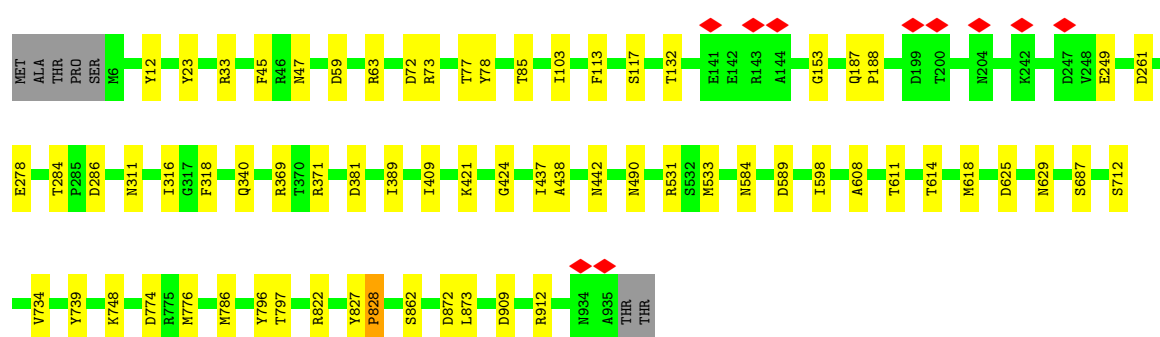 MET ALA THR PRO SER M6 Y12 Y23 R33 F45 R46 N47 D59 R63 D72 R73 T77 Y78 T85 I103 F113 S117 T132 E141 E142 R143 A144 G153 Q187 P188 D199 T200 N204 K242 D247 V248 E249 D261
E278 T284 P285 D286 N311 I316 G317 F318 Q340 R369 T370 R371 D381 I389 I409 K421 G424 I437 A438 N442 N490 R531 S532 M533 N584 D589 I598 A608 T611 T614 M618 D625 N629 S687 S712
V734 Y739 K748 D774 R775 M776 M786 Y796 T797 R822 Y827 P828 S862 D872 L873 D909 R912 N934 A935 THR THR